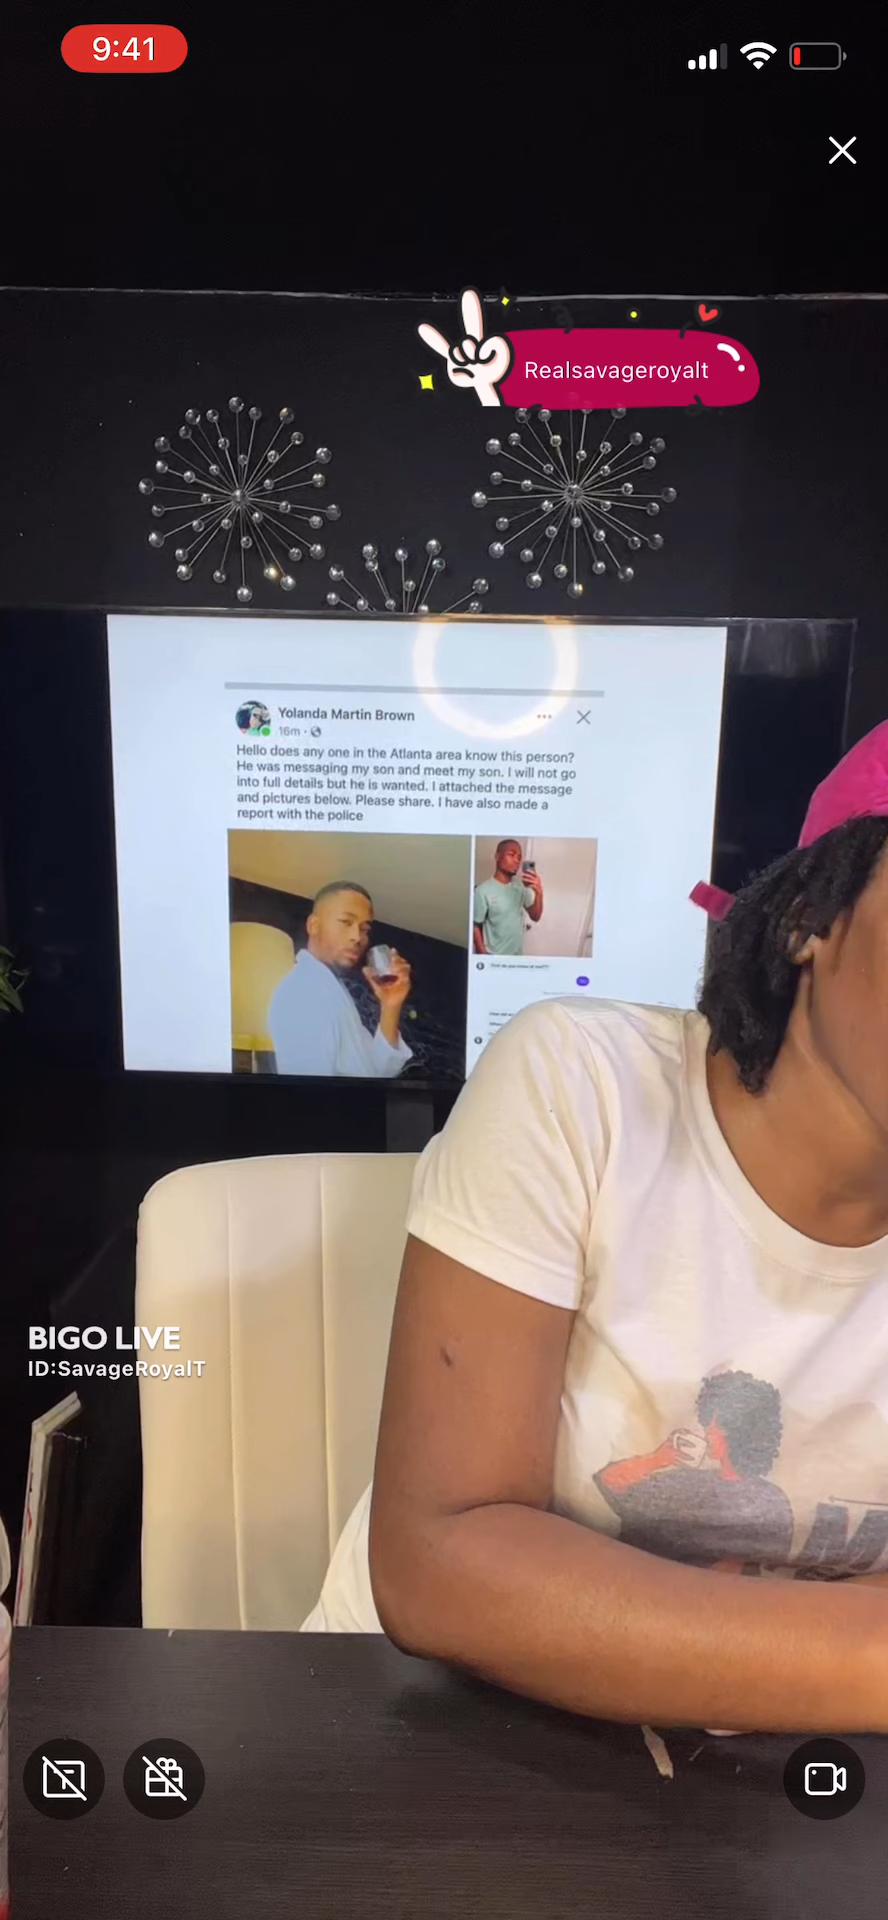 9:41
Realsavageroyalt
Yolanda Martin Brown
16m
Hello does any one in the Atlanta area know this person?
He was messaging my son and meet my son. I will not go
into full details but he is wanted. I attached the message
and pictures below. Please share. I have also made a
report with the police
BIGO LIVE
ID:SavageRoyalT